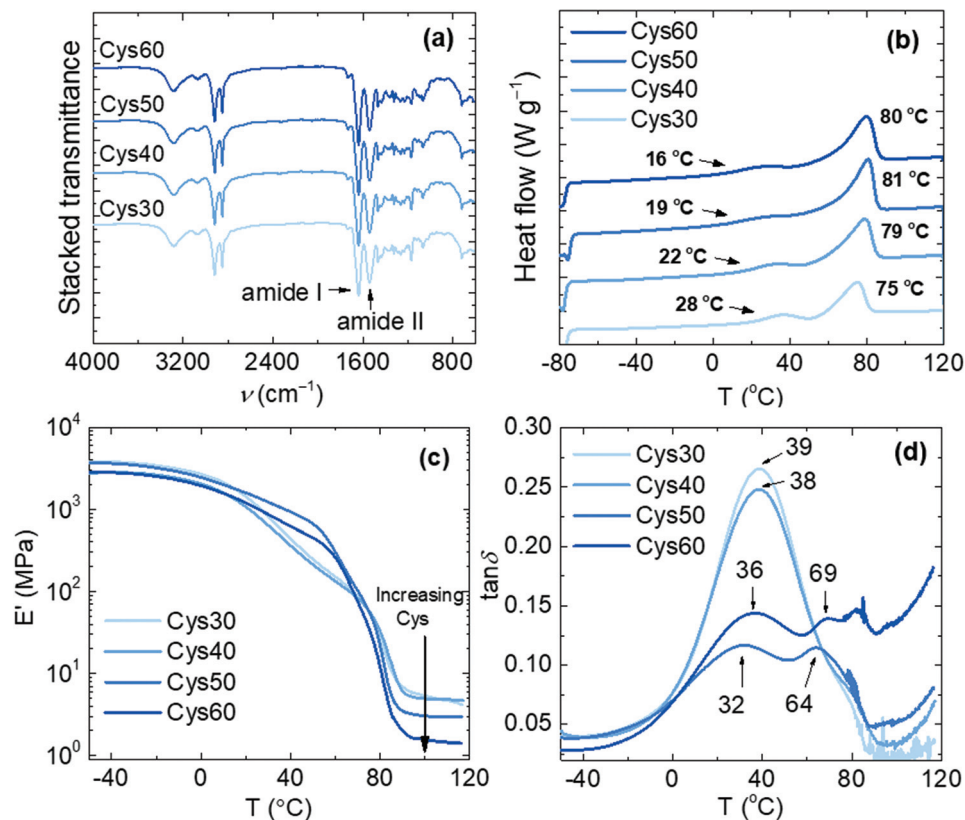 (a)
Stacked transmittance
Cys60
Cys50
Cys40
Cys30
amide I
amide II
4000 3200 2400 1600 800
ν (cm⁻¹)
(b)
Heat flow (W g⁻¹)
Cys60
Cys50
Cys40
Cys30
80 °C
16 °C
81 °C
19 °C
79 °C
22 °C
75 °C
28 °C
-80 -40 0 40 80 120
T (°C)
(c)
E' (MPa)
10⁴
10³
10²
10¹
10⁰
Increasing
Cys
Cys30
Cys40
Cys50
Cys60
-40 0 40 80 120
T (°C)
(d)
tanδ
0.30
0.25
0.20
0.15
0.10
0.05
Cys30
Cys40
Cys50
Cys60
39
38
36
69
32
64
-40 0 40 80 120
T (°C)